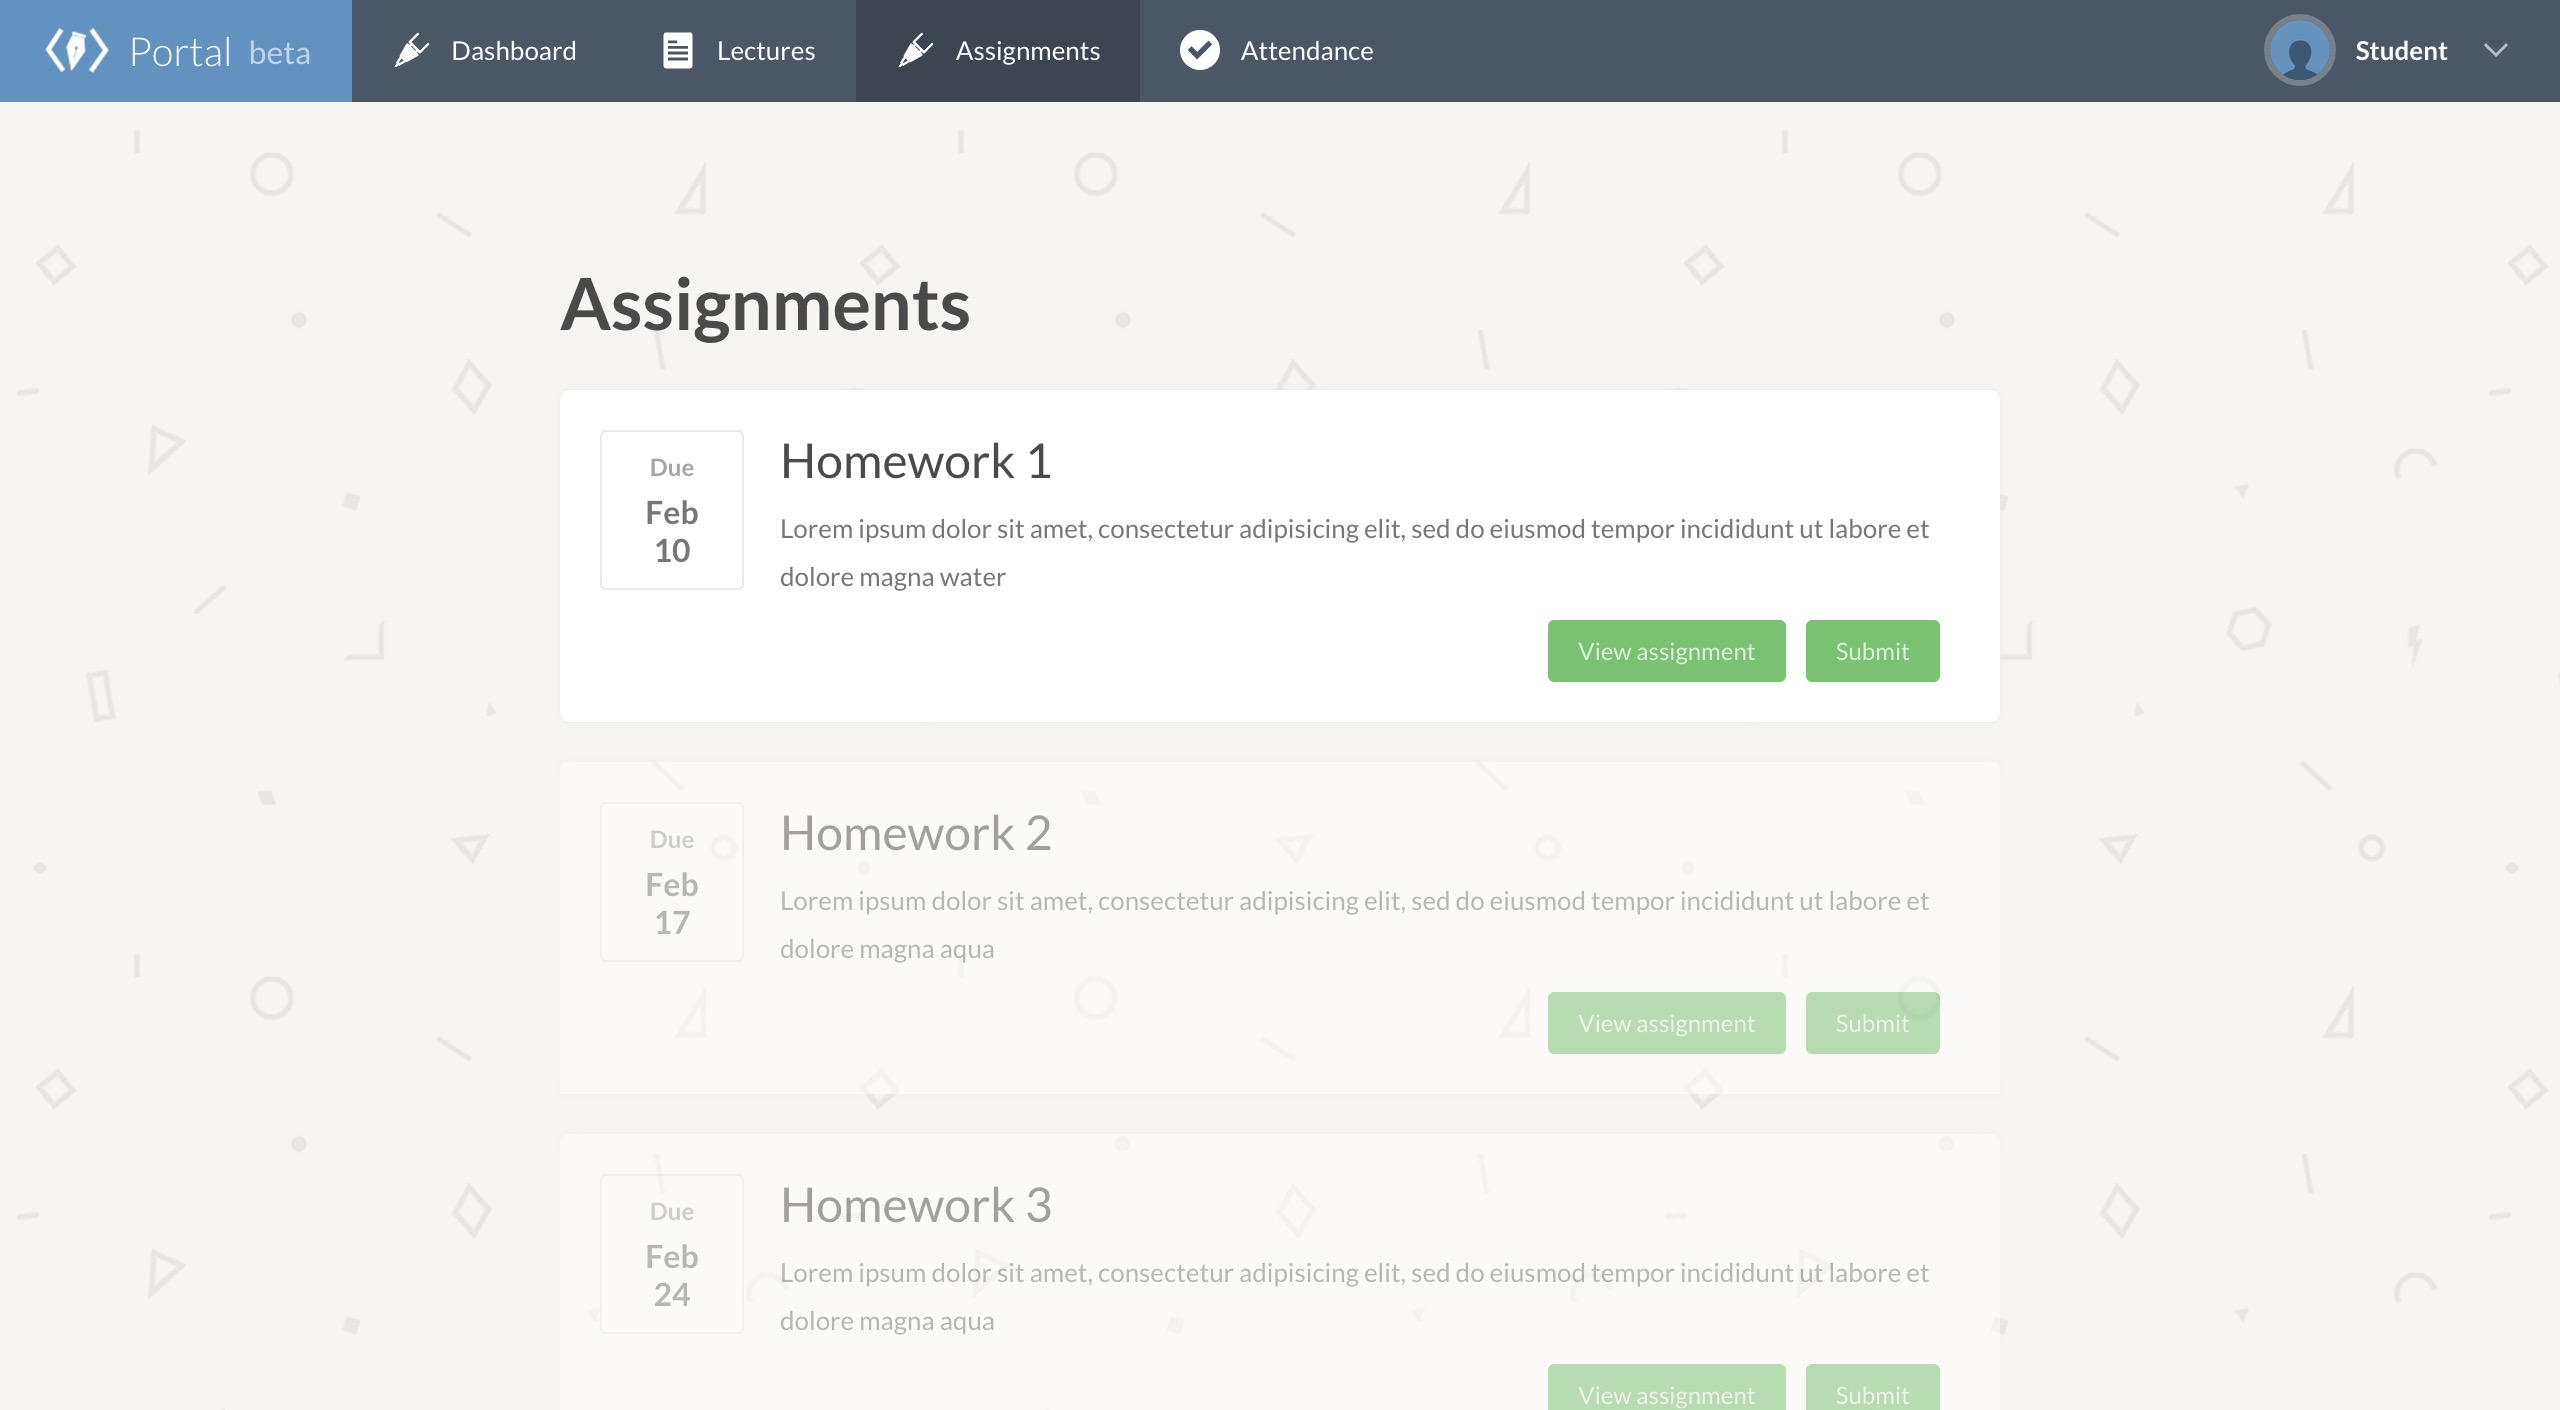 Portal beta
Dashboard
Lectures
Assignments
Attendance
Student
Assignments
Due
Feb
10
Homework 1
Lorem ipsum dolor sit amet, consectetur adipisicing elit, sed do eiusmod tempor incididunt ut labore et
dolore magna water
View assignment
Submit
Due
Feb
17
Homework 2
Lorem ipsum dolor sit amet, consectetur adipisicing elit, sed do eiusmod tempor incididunt ut labore et
dolore magna aqua
View assignment
Submit
Due
Feb
24
Homework 3
Lorem ipsum dolor sit amet, consectetur adipisicing elit, sed do eiusmod tempor incididunt ut labore et
dolore magna aqua
View assignment
Submit